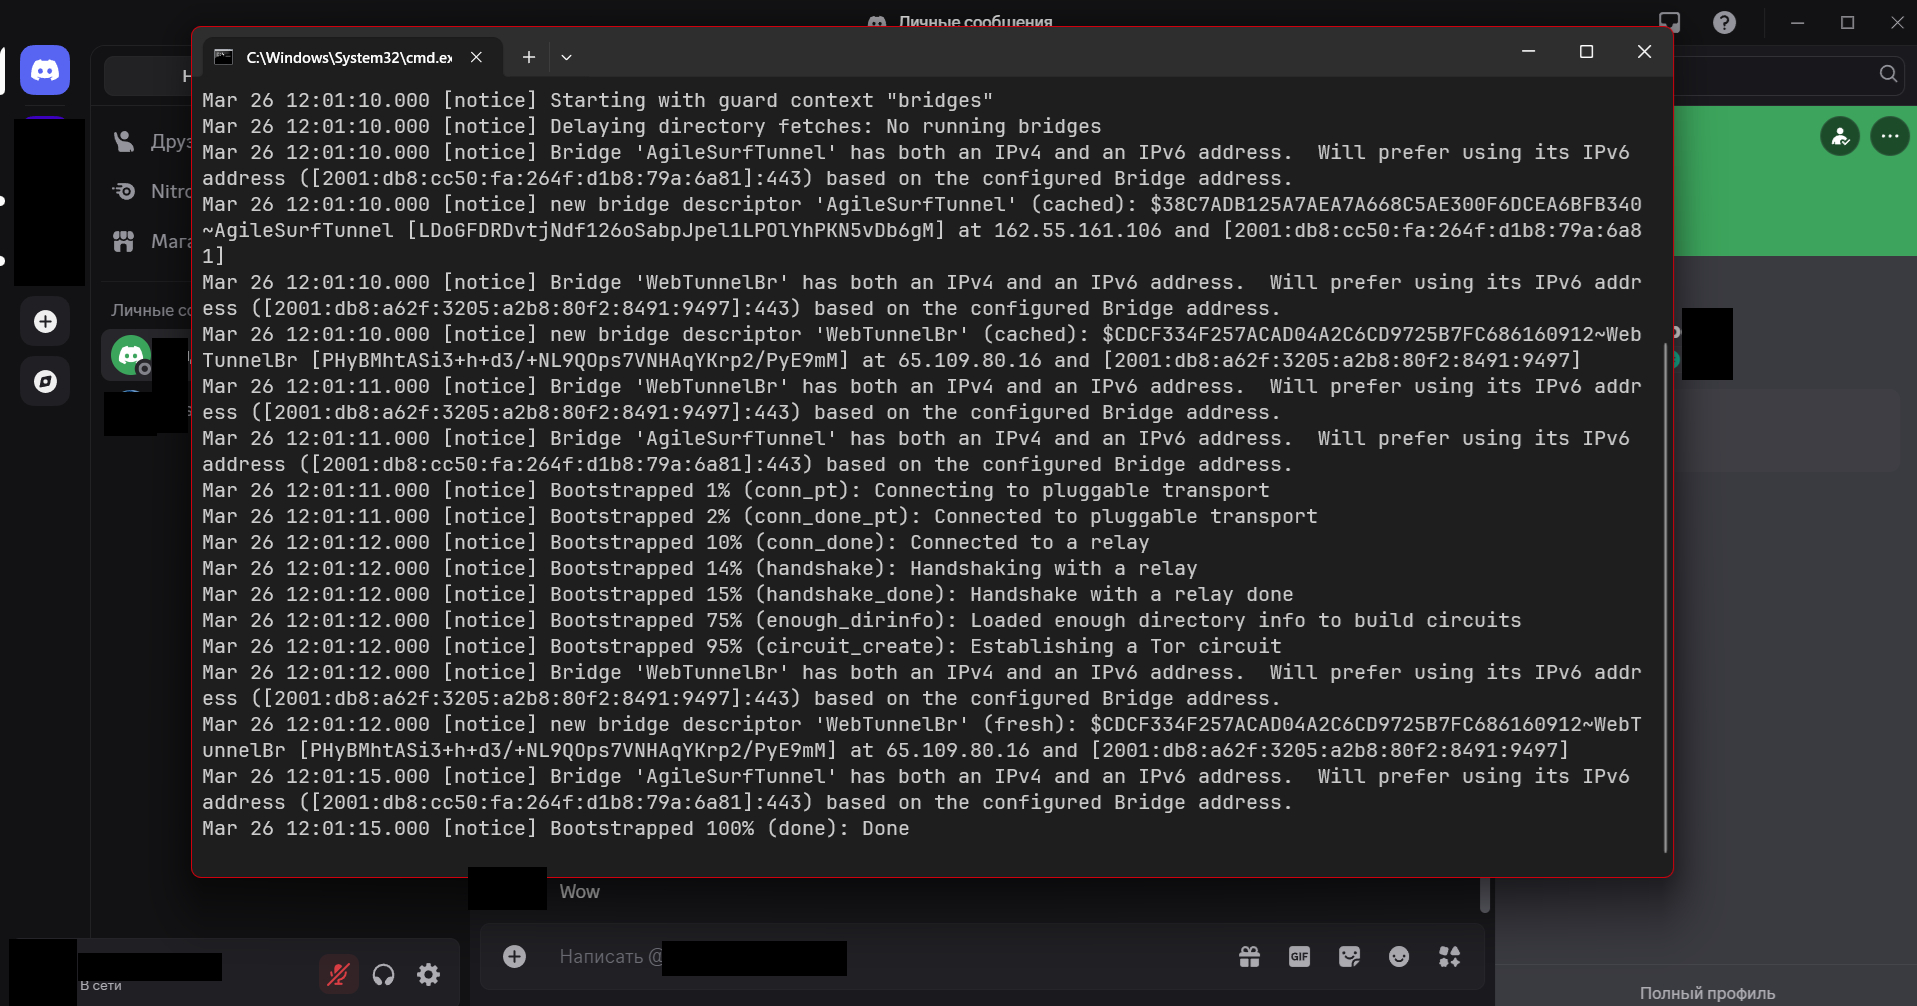 Личные сообщения
C:\Windows\System32\cmd.ex
Mar 26 12:01:10.000 [notice] Starting with guard context "bridges"
Mar 26 12:01:10.000 [notice] Delaying directory fetches: No running bridges
Mar 26 12:01:10.000 [notice] Bridge 'AgileSurfTunnel' has both an IPv4 and an IPv6 address.  Will prefer using its IPv6
address ([2001:db8:cc50:fa:264f:d1b8:79a:6a81]:443) based on the configured Bridge address.
Mar 26 12:01:10.000 [notice] new bridge descriptor 'AgileSurfTunnel' (cached): $38C7ADB125A7AEA7A668C5AE300F6DCEA6BFB340
~AgileSurfTunnel [LDoGFDRDvtjNdf126oSabpJpel1LPOlYhPKN5vDb6gM] at 162.55.161.106 and [2001:db8:cc50:fa:264f:d1b8:79a:6a8
1]
Mar 26 12:01:10.000 [notice] Bridge 'WebTunnelBr' has both an IPv4 and an IPv6 address.  Will prefer using its IPv6 addr
ess ([2001:db8:a62f:3205:a2b8:80f2:8491:9497]:443) based on the configured Bridge address.
Mar 26 12:01:10.000 [notice] new bridge descriptor 'WebTunnelBr' (cached): $CDCF334F257ACAD04A2C6CD9725B7FC686160912~Web
TunnelBr [PHyBMhtASi3+h+d3/+NL9QOps7VNHAqYKrp2/PyE9mM] at 65.109.80.16 and [2001:db8:a62f:3205:a2b8:80f2:8491:9497]
Mar 26 12:01:11.000 [notice] Bridge 'WebTunnelBr' has both an IPv4 and an IPv6 address.  Will prefer using its IPv6 addr
ess ([2001:db8:a62f:3205:a2b8:80f2:8491:9497]:443) based on the configured Bridge address.
Mar 26 12:01:11.000 [notice] Bridge 'AgileSurfTunnel' has both an IPv4 and an IPv6 address.  Will prefer using its IPv6
address ([2001:db8:cc50:fa:264f:d1b8:79a:6a81]:443) based on the configured Bridge address.
Mar 26 12:01:11.000 [notice] Bootstrapped 1% (conn_pt): Connecting to pluggable transport
Mar 26 12:01:11.000 [notice] Bootstrapped 2% (conn_done_pt): Connected to pluggable transport
Mar 26 12:01:12.000 [notice] Bootstrapped 10% (conn_done): Connected to a relay
Mar 26 12:01:12.000 [notice] Bootstrapped 14% (handshake): Handshaking with a relay
Mar 26 12:01:12.000 [notice] Bootstrapped 15% (handshake_done): Handshake with a relay done
Mar 26 12:01:12.000 [notice] Bootstrapped 75% (enough_dirinfo): Loaded enough directory info to build circuits
Mar 26 12:01:12.000 [notice] Bootstrapped 95% (circuit_create): Establishing a Tor circuit
Mar 26 12:01:12.000 [notice] Bridge 'WebTunnelBr' has both an IPv4 and an IPv6 address.  Will prefer using its IPv6 addr
ess ([2001:db8:a62f:3205:a2b8:80f2:8491:9497]:443) based on the configured Bridge address.
Mar 26 12:01:12.000 [notice] new bridge descriptor 'WebTunnelBr' (fresh): $CDCF334F257ACAD04A2C6CD9725B7FC686160912~WebT
unnelBr [PHyBMhtASi3+h+d3/+NL9QOps7VNHAqYKrp2/PyE9mM] at 65.109.80.16 and [2001:db8:a62f:3205:a2b8:80f2:8491:9497]
Mar 26 12:01:15.000 [notice] Bridge 'AgileSurfTunnel' has both an IPv4 and an IPv6 address.  Will prefer using its IPv6
address ([2001:db8:cc50:fa:264f:d1b8:79a:6a81]:443) based on the configured Bridge address.
Mar 26 12:01:15.000 [notice] Bootstrapped 100% (done): Done
Н
Друз
Nitro
Мага
Личные со
Wow
Написать @
GIF
В сети
Полный профиль